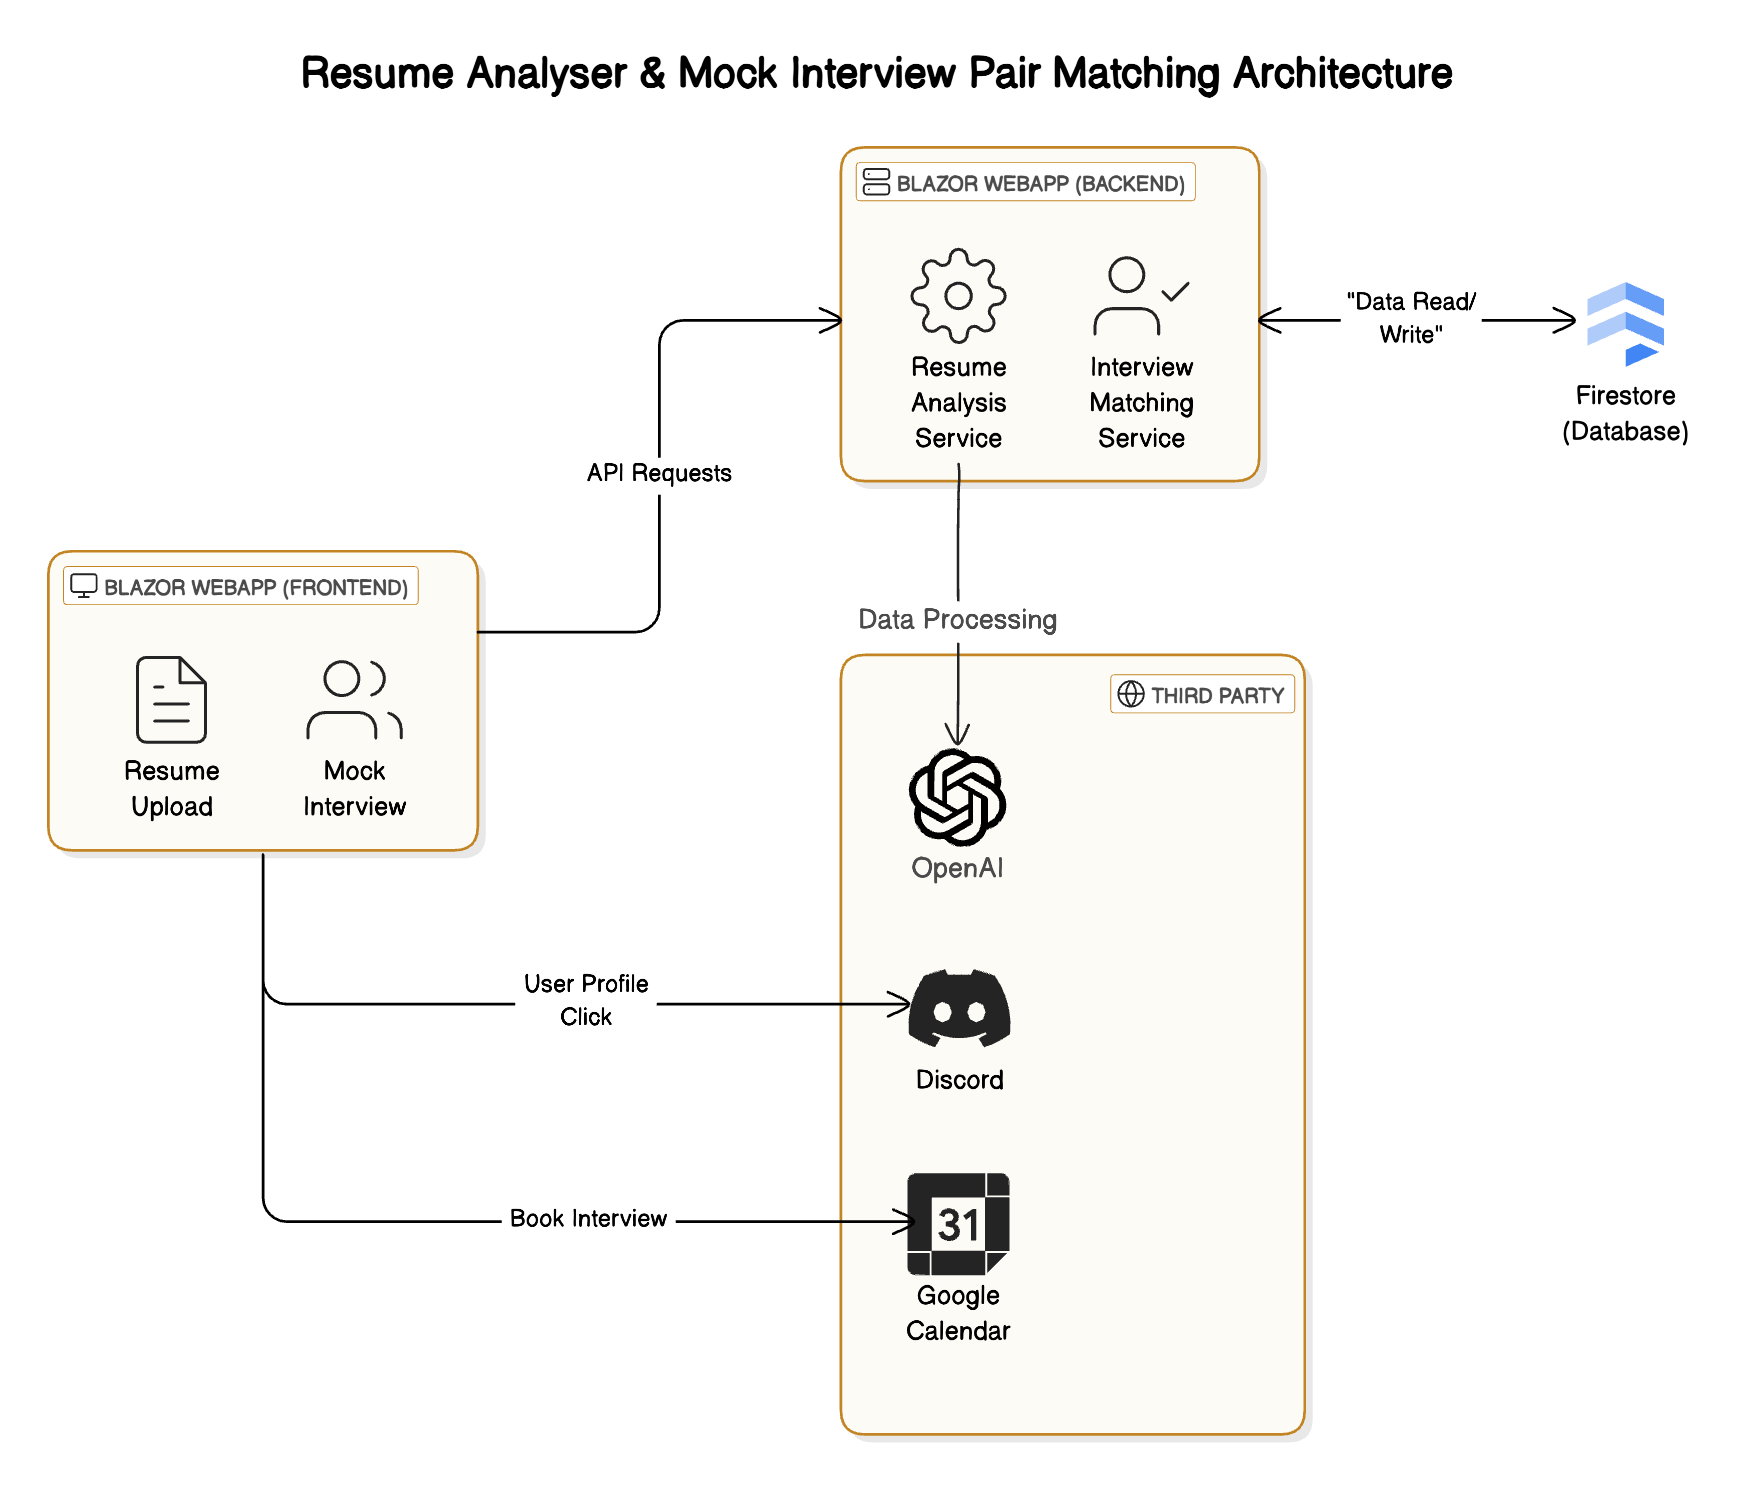 Resume Analyser & Mock Interview Pair Matching Architecture
BLAZOR WEBAPP (BACKEND)
Resume
Analysis
Service
Interview
Matching
Service
"Data Read/
Write"
Firestore
(Database)
API Requests
BLAZOR WEBAPP (FRONTEND)
Resume
Upload
Mock
Interview
Data Processing
THIRD PARTY
OpenAI
User Profile
Click
Discord
Book Interview
31
Google
Calendar